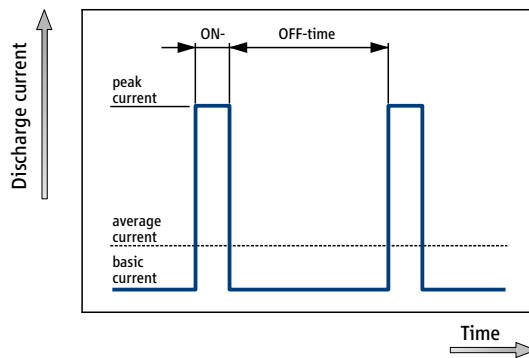 Discharge current
ON-
OFF-time
peak
current
average
current
basic
current
Time